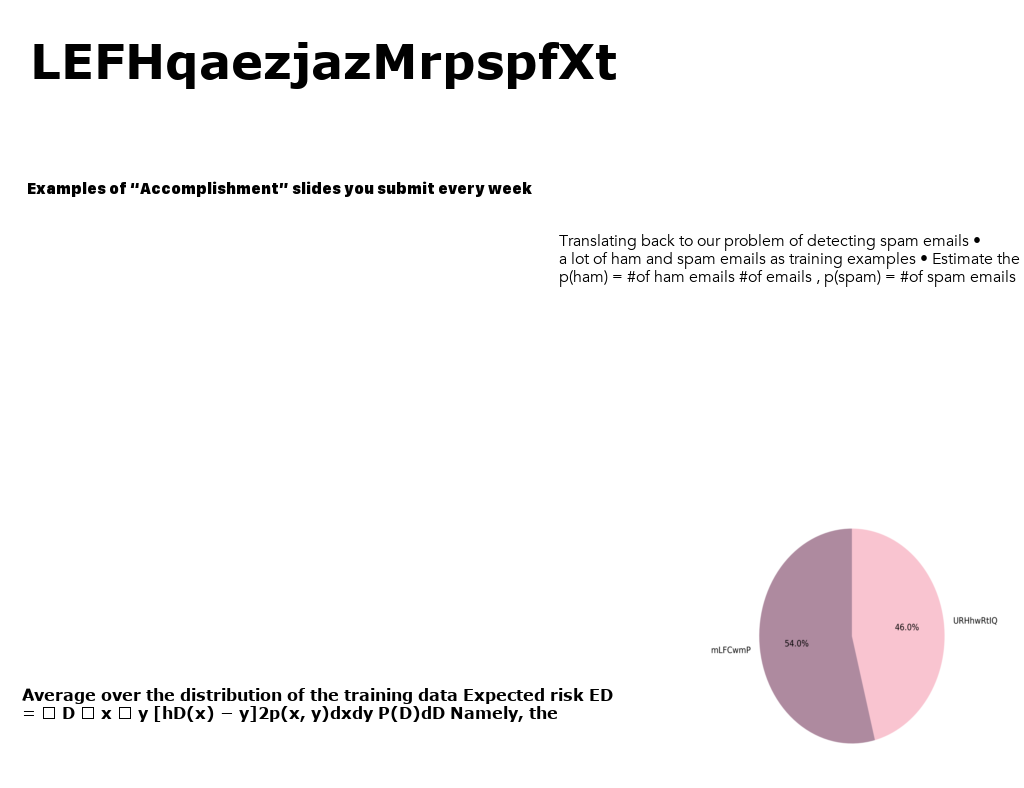 LEFHqaezjazMrpspfXt
Examples of “Accomplishment” slides you submit every week
Translating back to our problem of detecting spam emails •
a lot of ham and spam emails as training examples • Estimate the
p(ham) = #of ham emails #of emails , p(spam) = #of spam emails
46.0%
URHhwRtIQ
54.0%
mLFCwmP
Average over the distribution of the training data Expected risk ED
= □ D □ x □ y [hD(x) − y]2p(x, y)dxdy P(D)dD Namely, the